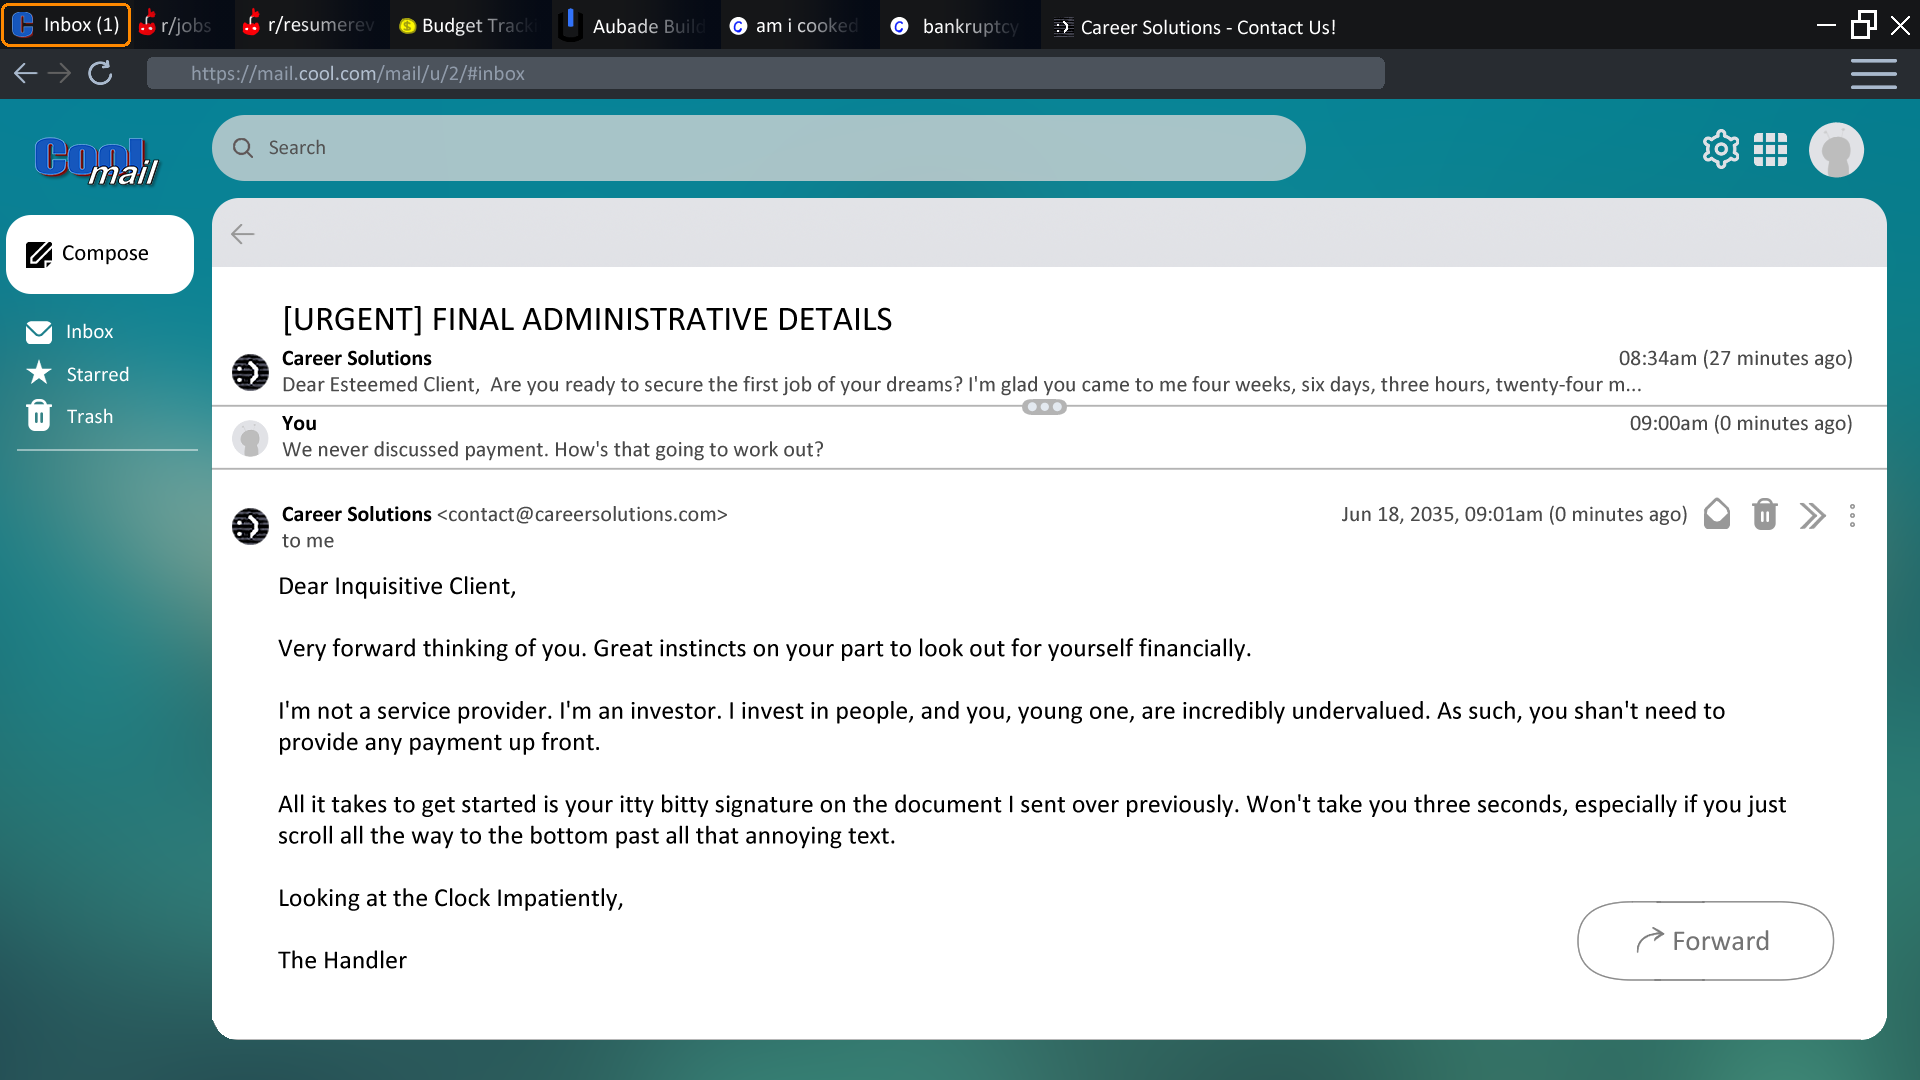 Inbox (1) r/jobs r/resumerev Budget Tracki Aubade Build am i cooked bankruptcy Career Solutions - Contact Us!
https://mail.cool.com/mail/u/2/#inbox
Cool mail
Search
Compose
Inbox
Starred
Trash
[URGENT] FINAL ADMINISTRATIVE DETAILS
Career Solutions 08:34am (27 minutes ago)
Dear Esteemed Client, Are you ready to secure the first job of your dreams? I'm glad you came to me four weeks, six days, three hours, twenty-four m...
You 09:00am (0 minutes ago)
We never discussed payment. How's that going to work out?
Career Solutions <contact@careersolutions.com> Jun 18, 2035, 09:01am (0 minutes ago)
to me
Dear Inquisitive Client,
Very forward thinking of you. Great instincts on your part to look out for yourself financially.
I'm not a service provider. I'm an investor. I invest in people, and you, young one, are incredibly undervalued. As such, you shan't need to
provide any payment up front.
All it takes to get started is your itty bitty signature on the document I sent over previously. Won't take you three seconds, especially if you just
scroll all the way to the bottom past all that annoying text.
Looking at the Clock Impatiently,
The Handler
Forward